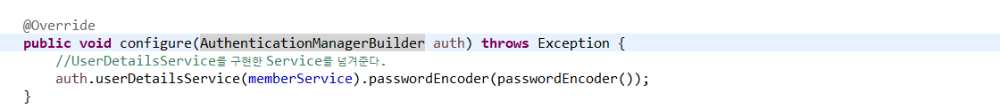 @Override
public void configure(AuthenticationManagerBuilder auth) throws Exception {
//UserDetailsService를 구현한 Service를 넘겨준다.
auth.userDetailsService(memberService).passwordEncoder(passwordEncoder());
}